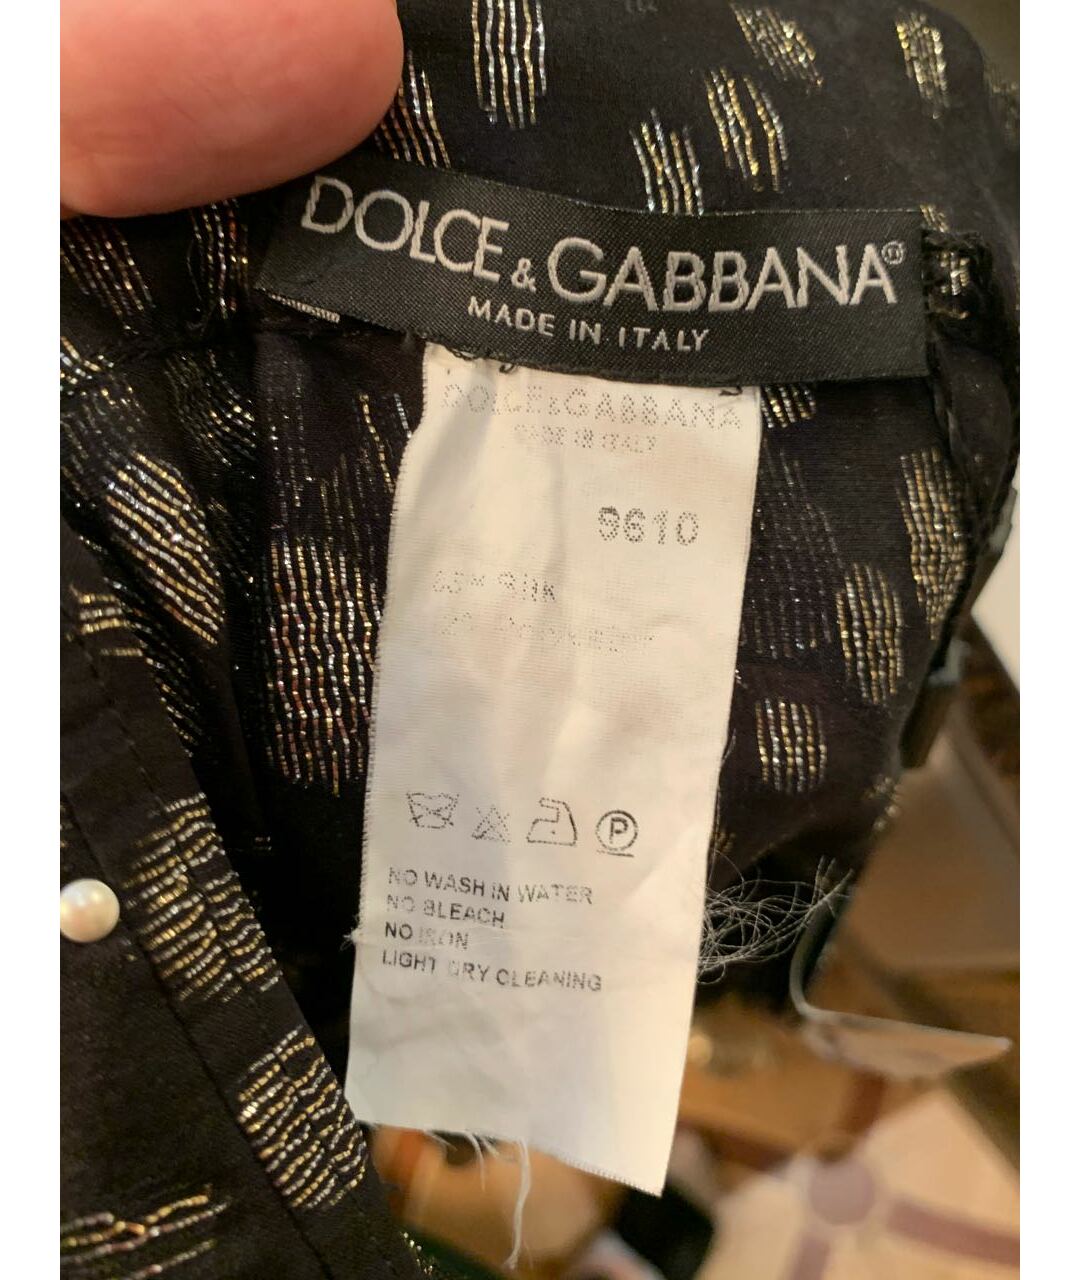 DOLCE & GABBANA®
MADE IN ITALY
DOLCE&GABBANA
MADE IN ITALY
9610
SILK
P
NO WASH IN WATER
NO BLEACH
NO IRON
LIGHT DRY CLEANING